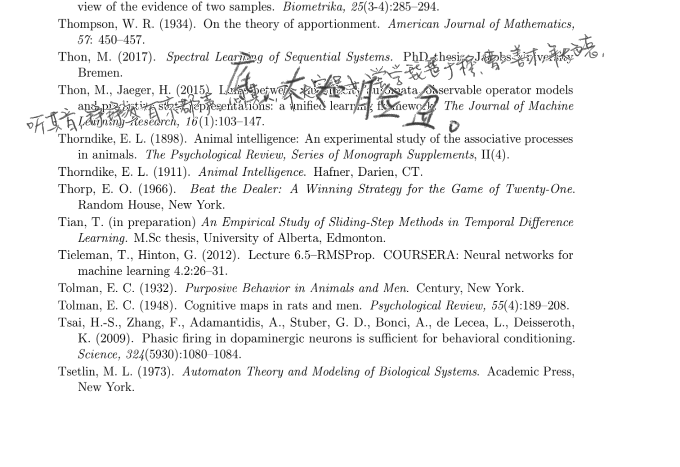 view of the evidence of two samples. Biometrika, 25(3-4):285–294.
Thompson, W. R. (1934). On the theory of apportionment. American Journal of Mathematics,
57: 450–457.
Thon, M. (2017). Spectral Learning of Sequential Systems. PhD thesis, Jacobs University
Bremen.
Thon, M., Jaeger, H. (2015). Links between multiplicity automata, observable operator models
and predictive state representations: a unified learning framework. The Journal of Machine
Learning Research, 16(1):103–147.
Thorndike, E. L. (1898). Animal intelligence: An experimental study of the associative processes
in animals. The Psychological Review, Series of Monograph Supplements, II(4).
Thorndike, E. L. (1911). Animal Intelligence. Hafner, Darien, CT.
Thorp, E. O. (1966). Beat the Dealer: A Winning Strategy for the Game of Twenty-One.
Random House, New York.
Tian, T. (in preparation) An Empirical Study of Sliding-Step Methods in Temporal Difference
Learning. M.Sc thesis, University of Alberta, Edmonton.
Tieleman, T., Hinton, G. (2012). Lecture 6.5–RMSProp. COURSERA: Neural networks for
machine learning 4.2:26–31.
Tolman, E. C. (1932). Purposive Behavior in Animals and Men. Century, New York.
Tolman, E. C. (1948). Cognitive maps in rats and men. Psychological Review, 55(4):189–208.
Tsai, H.-S., Zhang, F., Adamantidis, A., Stuber, G. D., Bonci, A., de Lecea, L., Deisseroth,
K. (2009). Phasic firing in dopaminergic neurons is sufficient for behavioral conditioning.
Science, 324(5930):1080–1084.
Tsetlin, M. L. (1973). Automaton Theory and Modeling of Biological Systems. Academic Press,
New York.